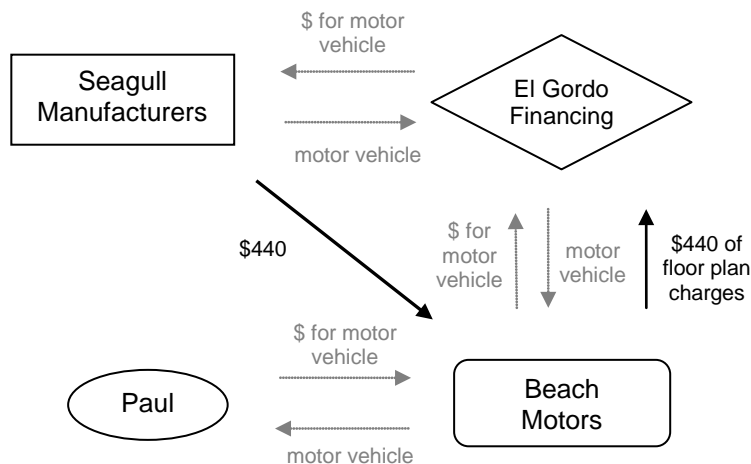 $ for motor
vehicle
Seagull
Manufacturers
El Gordo
Financing
motor vehicle
$440
$ for
motor
vehicle
motor
vehicle
$440 of
floor plan
charges
$ for motor
vehicle
Paul
Beach
Motors
motor vehicle